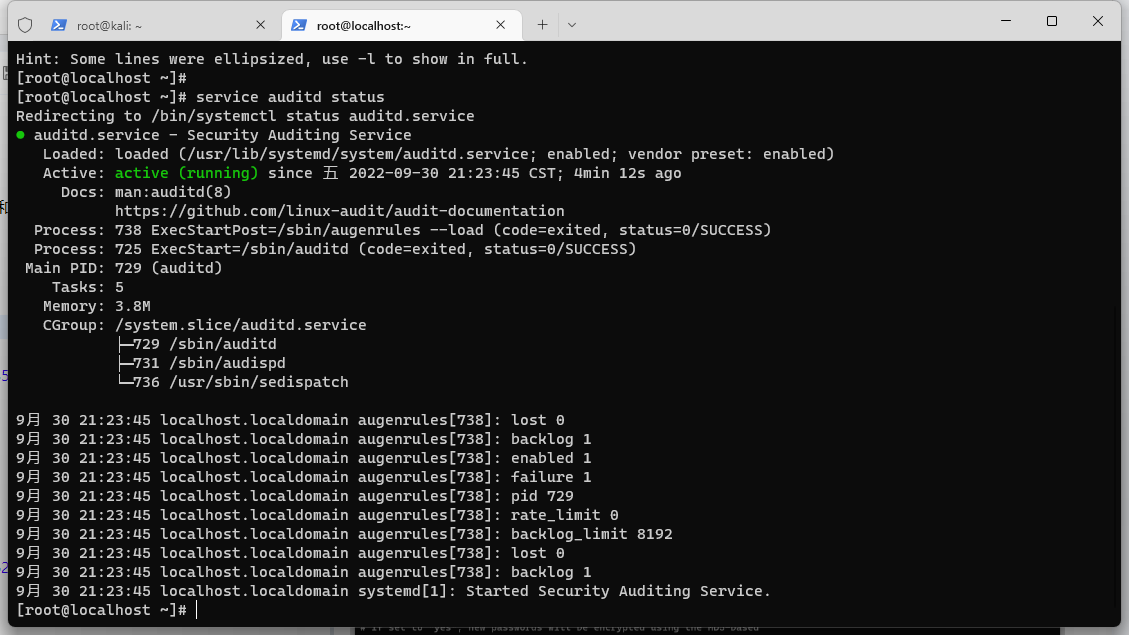 root@kali: ~
root@localhost:~
Hint: Some lines were ellipsized, use -l to show in full.
[root@localhost ~]#
[root@localhost ~]# service auditd status
Redirecting to /bin/systemctl status auditd.service
● auditd.service - Security Auditing Service
Loaded: loaded (/usr/lib/systemd/system/auditd.service; enabled; vendor preset: enabled)
Active: active (running) since 五 2022-09-30 21:23:45 CST; 4min 12s ago
Docs: man:auditd(8)
https://github.com/linux-audit/audit-documentation
Process: 738 ExecStartPost=/sbin/augenrules --load (code=exited, status=0/SUCCESS)
Process: 725 ExecStart=/sbin/auditd (code=exited, status=0/SUCCESS)
Main PID: 729 (auditd)
Tasks: 5
Memory: 3.8M
CGroup: /system.slice/auditd.service
├─729 /sbin/auditd
├─731 /sbin/audispd
└─736 /usr/sbin/sedispatch
9月 30 21:23:45 localhost.localdomain augenrules[738]: lost 0
9月 30 21:23:45 localhost.localdomain augenrules[738]: backlog 1
9月 30 21:23:45 localhost.localdomain augenrules[738]: enabled 1
9月 30 21:23:45 localhost.localdomain augenrules[738]: failure 1
9月 30 21:23:45 localhost.localdomain augenrules[738]: pid 729
9月 30 21:23:45 localhost.localdomain augenrules[738]: rate_limit 0
9月 30 21:23:45 localhost.localdomain augenrules[738]: backlog_limit 8192
9月 30 21:23:45 localhost.localdomain augenrules[738]: lost 0
9月 30 21:23:45 localhost.localdomain augenrules[738]: backlog 1
9月 30 21:23:45 localhost.localdomain systemd[1]: Started Security Auditing Service.
[root@localhost ~]#